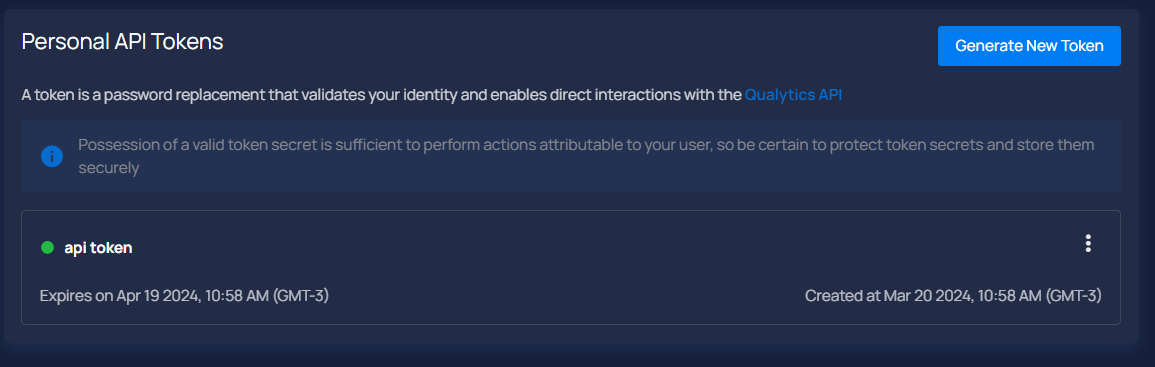 Personal API Tokens
Generate New Token
A token is a password replacement that validates your identity and enables direct interactions with the Qualytics API
Possession of a valid token secret is sufficient to perform actions attributable to your user, so be certain to protect token secrets and store them
securely
api token
Expires on Apr 19 2024, 10:58 AM (GMT-3)
Created at Mar 20 2024, 10:58 AM (GMT-3)